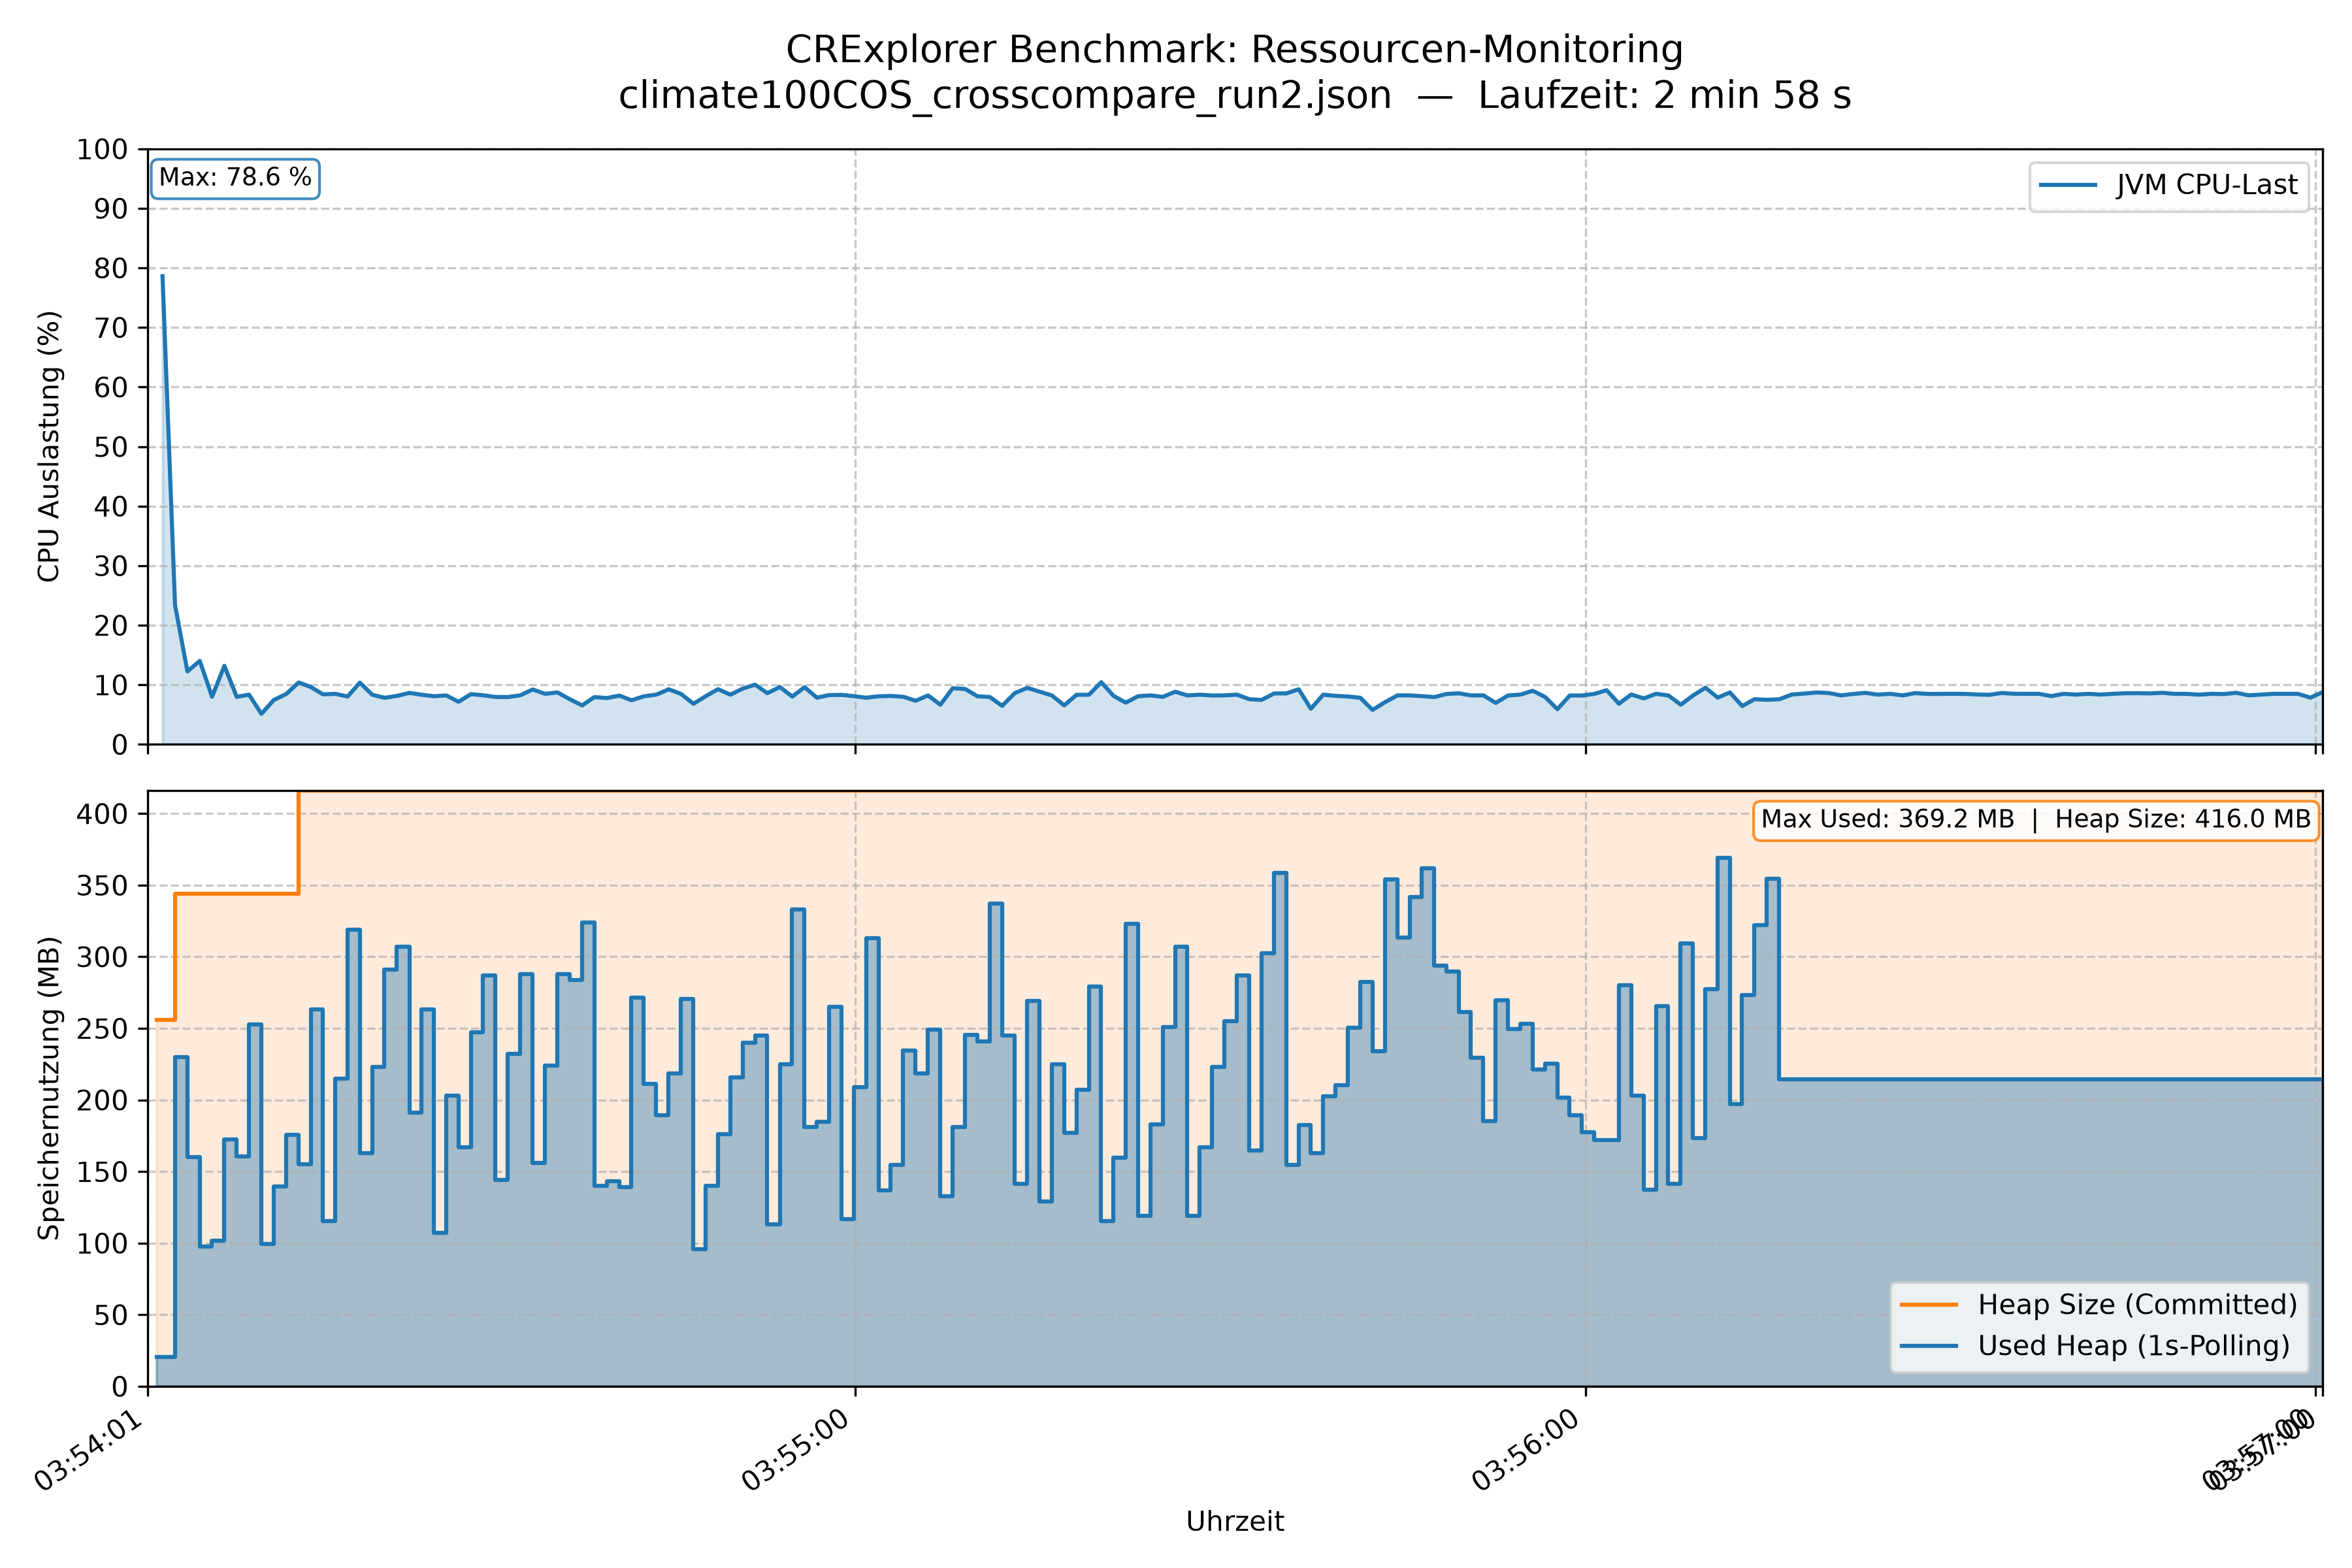 CRExplorer Benchmark: Ressourcen-Monitoring
climate100COS_crosscompare_run2.json — Laufzeit: 2 min 58 s
100
90
80
70
60
50
40
30
20
10
0
CPU Auslastung (%)
Max: 78.6 %
JVM CPU-Last
400
350
300
250
200
150
100
50
0
Speichernutzung (MB)
Max Used: 369.2 MB | Heap Size: 416.0 MB
Heap Size (Committed)
Used Heap (1s-Polling)
03:54:01
03:55:00
03:56:00
03:57:00
Uhrzeit